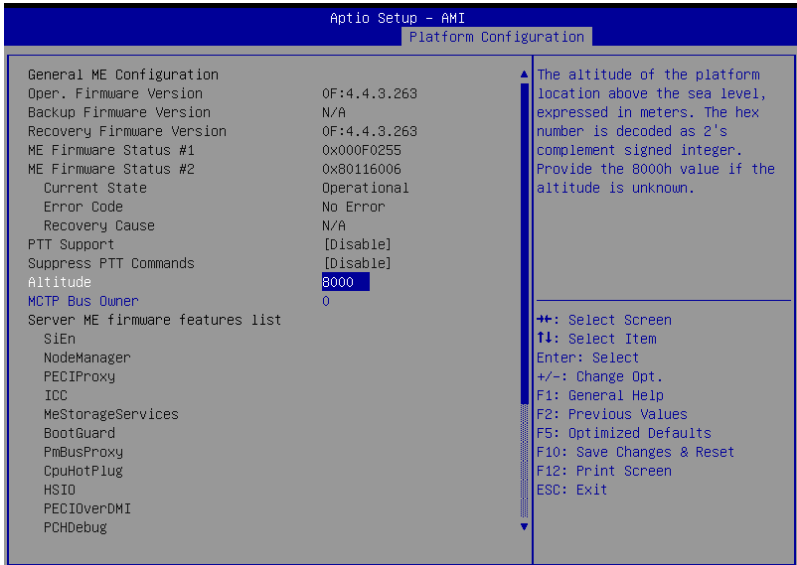 Aptio Setup – AMI
Platform Configuration
General ME Configuration
Oper. Firmware Version 0F:4.4.3.263
Backup Firmware Version N/A
Recovery Firmware Version 0F:4.4.3.263
ME Firmware Status #1 0x000F0255
ME Firmware Status #2 0x80116006
Current State Operational
Error Code No Error
Recovery Cause N/A
PTT Support [Disable]
Suppress PTT Commands [Disable]
Altitude 8000
MCTP Bus Owner 0
Server ME firmware features list
SiEn
NodeManager
PECIProxy
ICC
MeStorageServices
BootGuard
PmBusProxy
CpuHotPlug
HSIO
PECIOverDMI
PCHDebug
The altitude of the platform
location above the sea level,
expressed in meters. The hex
number is decoded as 2's
complement signed integer.
Provide the 8000h value if the
altitude is unknown.
→←: Select Screen
↑↓: Select Item
Enter: Select
+/-: Change Opt.
F1: General Help
F2: Previous Values
F5: Optimized Defaults
F10: Save Changes & Reset
F12: Print Screen
ESC: Exit